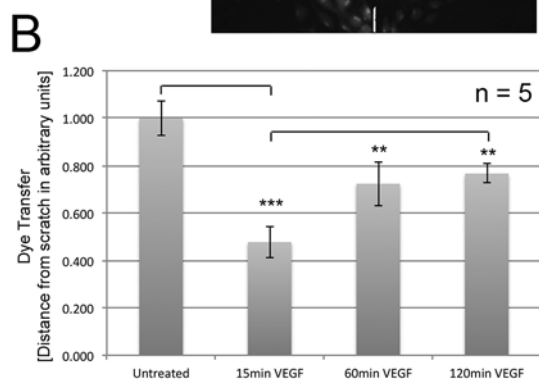 B
1.200
1.000
0.800
0.600
0.400
0.200
0.000
Dye Transfer
[Distance from scratch in arbitrary units]
n = 5
***
**
**
Untreated
15min VEGF
60min VEGF
120min VEGF